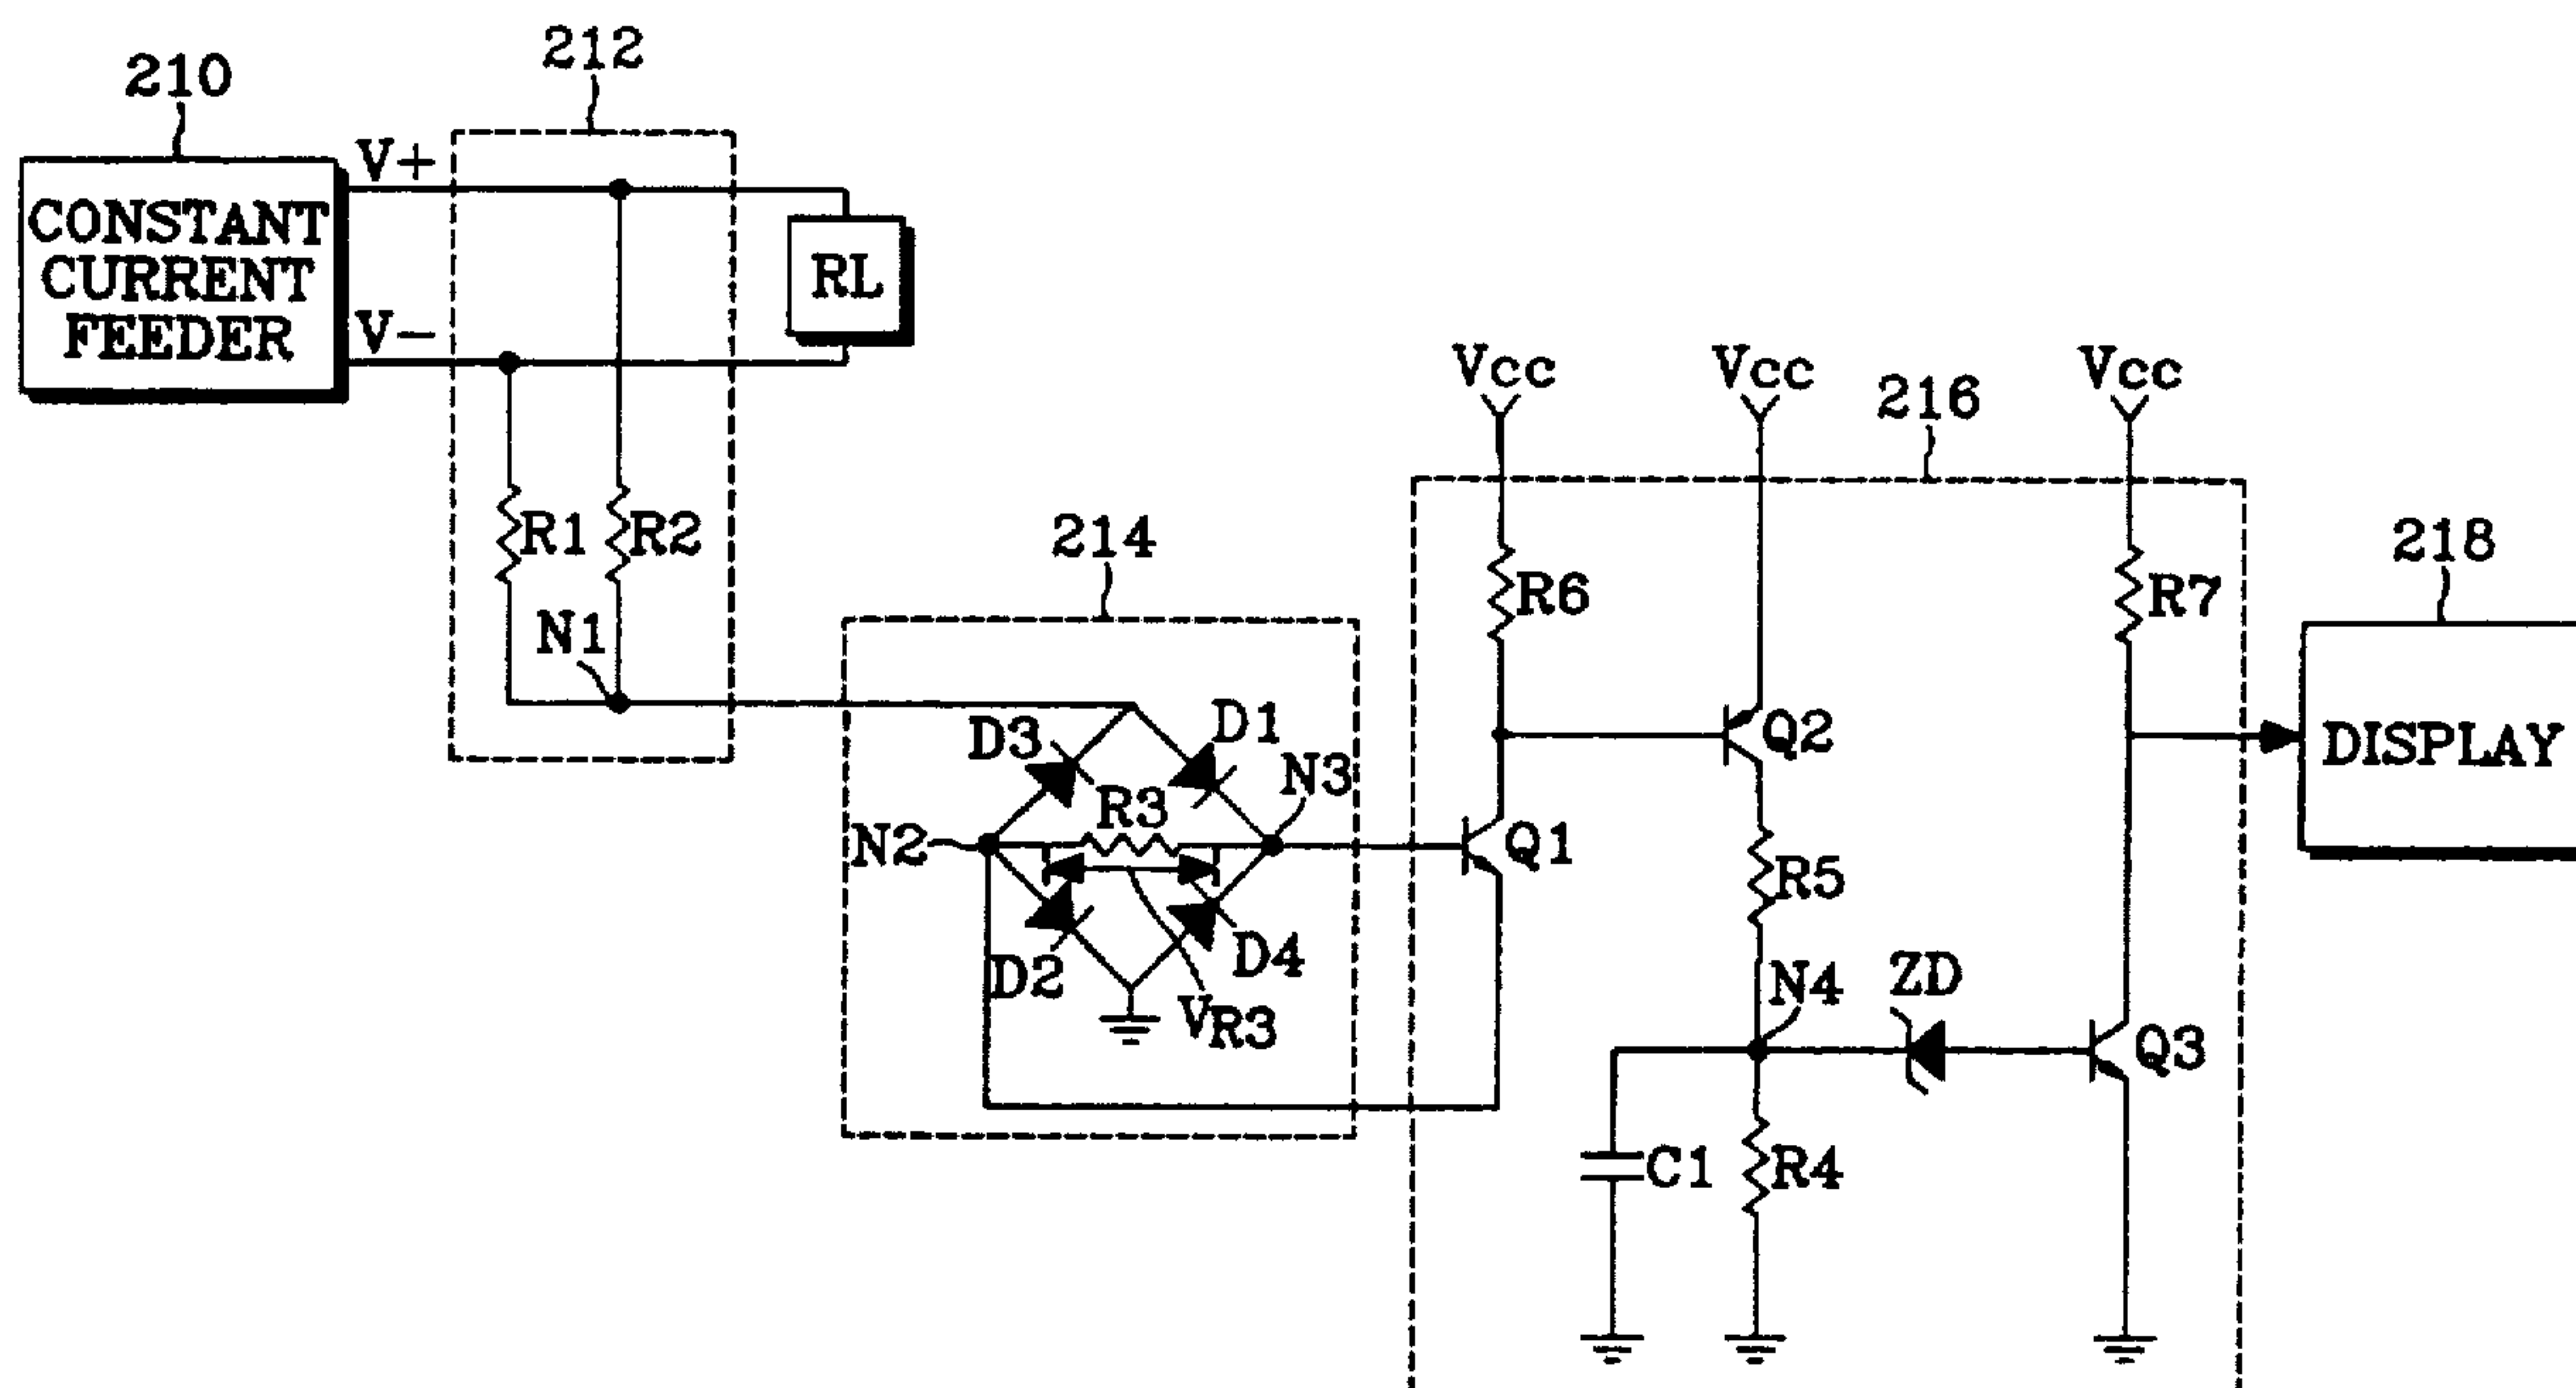 210
212
V+
CONSTANT
CURRENT
FEEDER
V−
RL
R1
R2
N1
214
D3
D1
N3
R3
N2
D2
D4
VR3
Vcc
Vcc
Vcc
216
R6
R7
Q2
Q1
R5
N4
ZD
Q3
C1
R4
218
DISPLAY